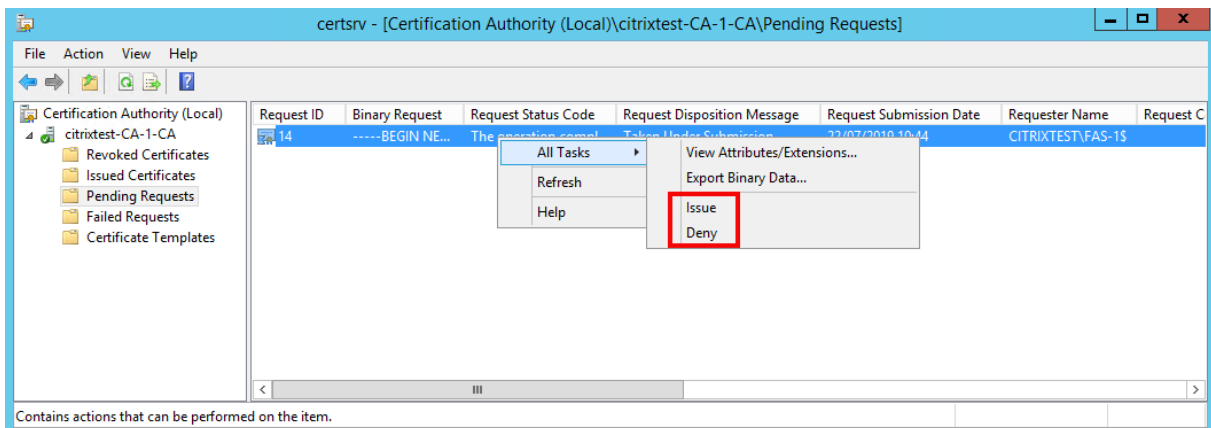 certsrv - [Certification Authority (Local)\citrixtest-CA-1-CA\Pending Requests]
File Action View Help
Certification Authority (Local)
citrixtest-CA-1-CA
Revoked Certificates
Issued Certificates
Pending Requests
Failed Requests
Certificate Templates
Request ID Binary Request Request Status Code Request Disposition Message Request Submission Date Requester Name Request C
14 -----BEGIN NE... The operation compl Taken Under Submission 22/07/2019 10:44 CITRIXTEST\FAS-1$
All Tasks
Refresh
Help
View Attributes/Extensions...
Export Binary Data...
Issue
Deny
Contains actions that can be performed on the item.